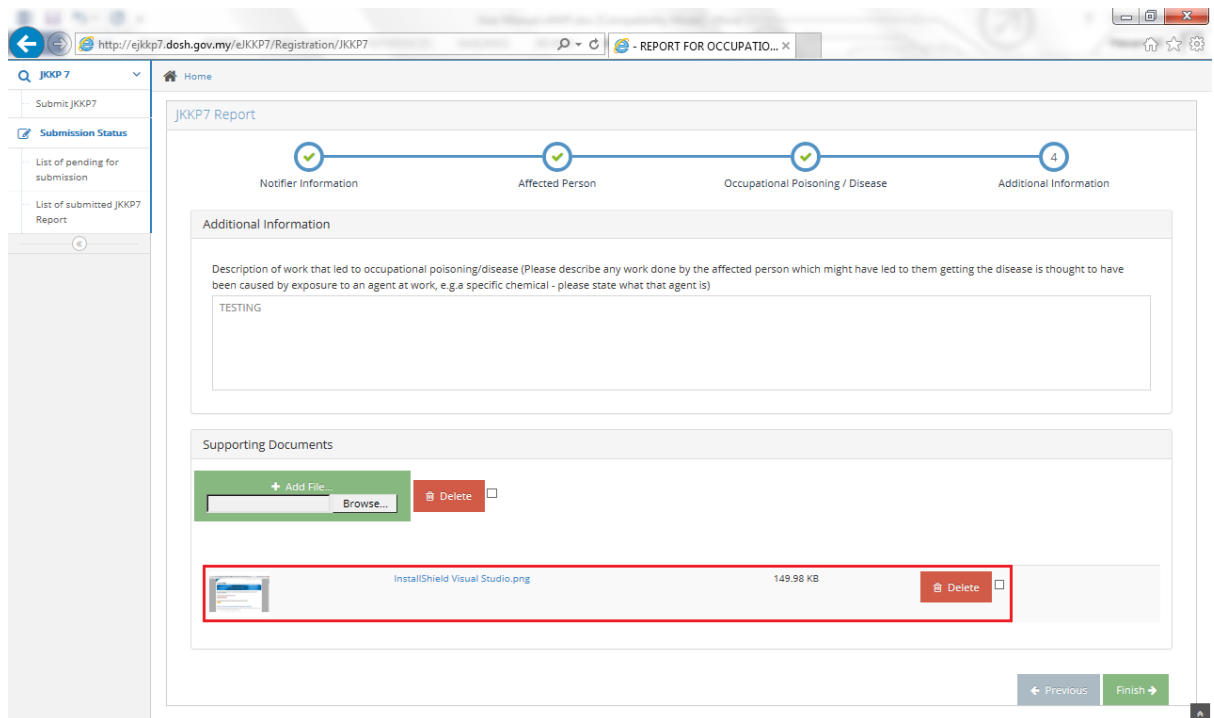 http://ejkkp7.dosh.gov.my/eJKKP7/Registration/JKKP7
- REPORT FOR OCCUPATIO...
JKKP 7
Home
Submit JKKP7
Submission Status
List of pending for
submission
List of submitted JKKP7
Report
JKKP7 Report
4
Notifier Information
Affected Person
Occupational Poisoning / Disease
Additional Information
Additional Information
Description of work that led to occupational poisoning/disease (Please describe any work done by the affected person which might have led to them getting the disease is thought to have
been caused by exposure to an agent at work, e.g.a specific chemical - please state what that agent is)
TESTING
Supporting Documents
+ Add File...
Browse...
Delete
InstallShield Visual Studio.png
149.98 KB
Delete
Previous
Finish